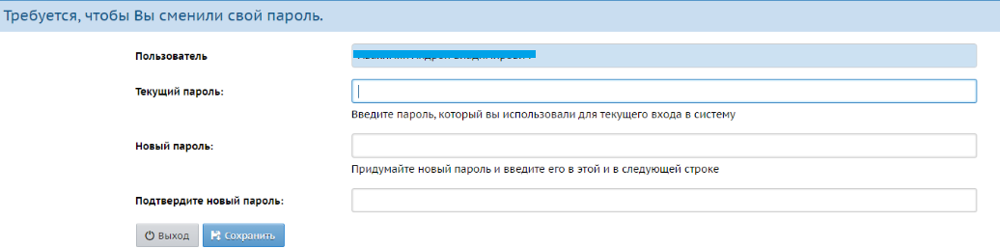 Требуется, чтобы Вы сменили свой пароль.
Пользователь
Текущий пароль:
Введите пароль, который вы использовали для текущего входа в систему
Новый пароль:
Придумайте новый пароль и введите его в этой и в следующей строке
Подтвердите новый пароль:
Выход Сохранить